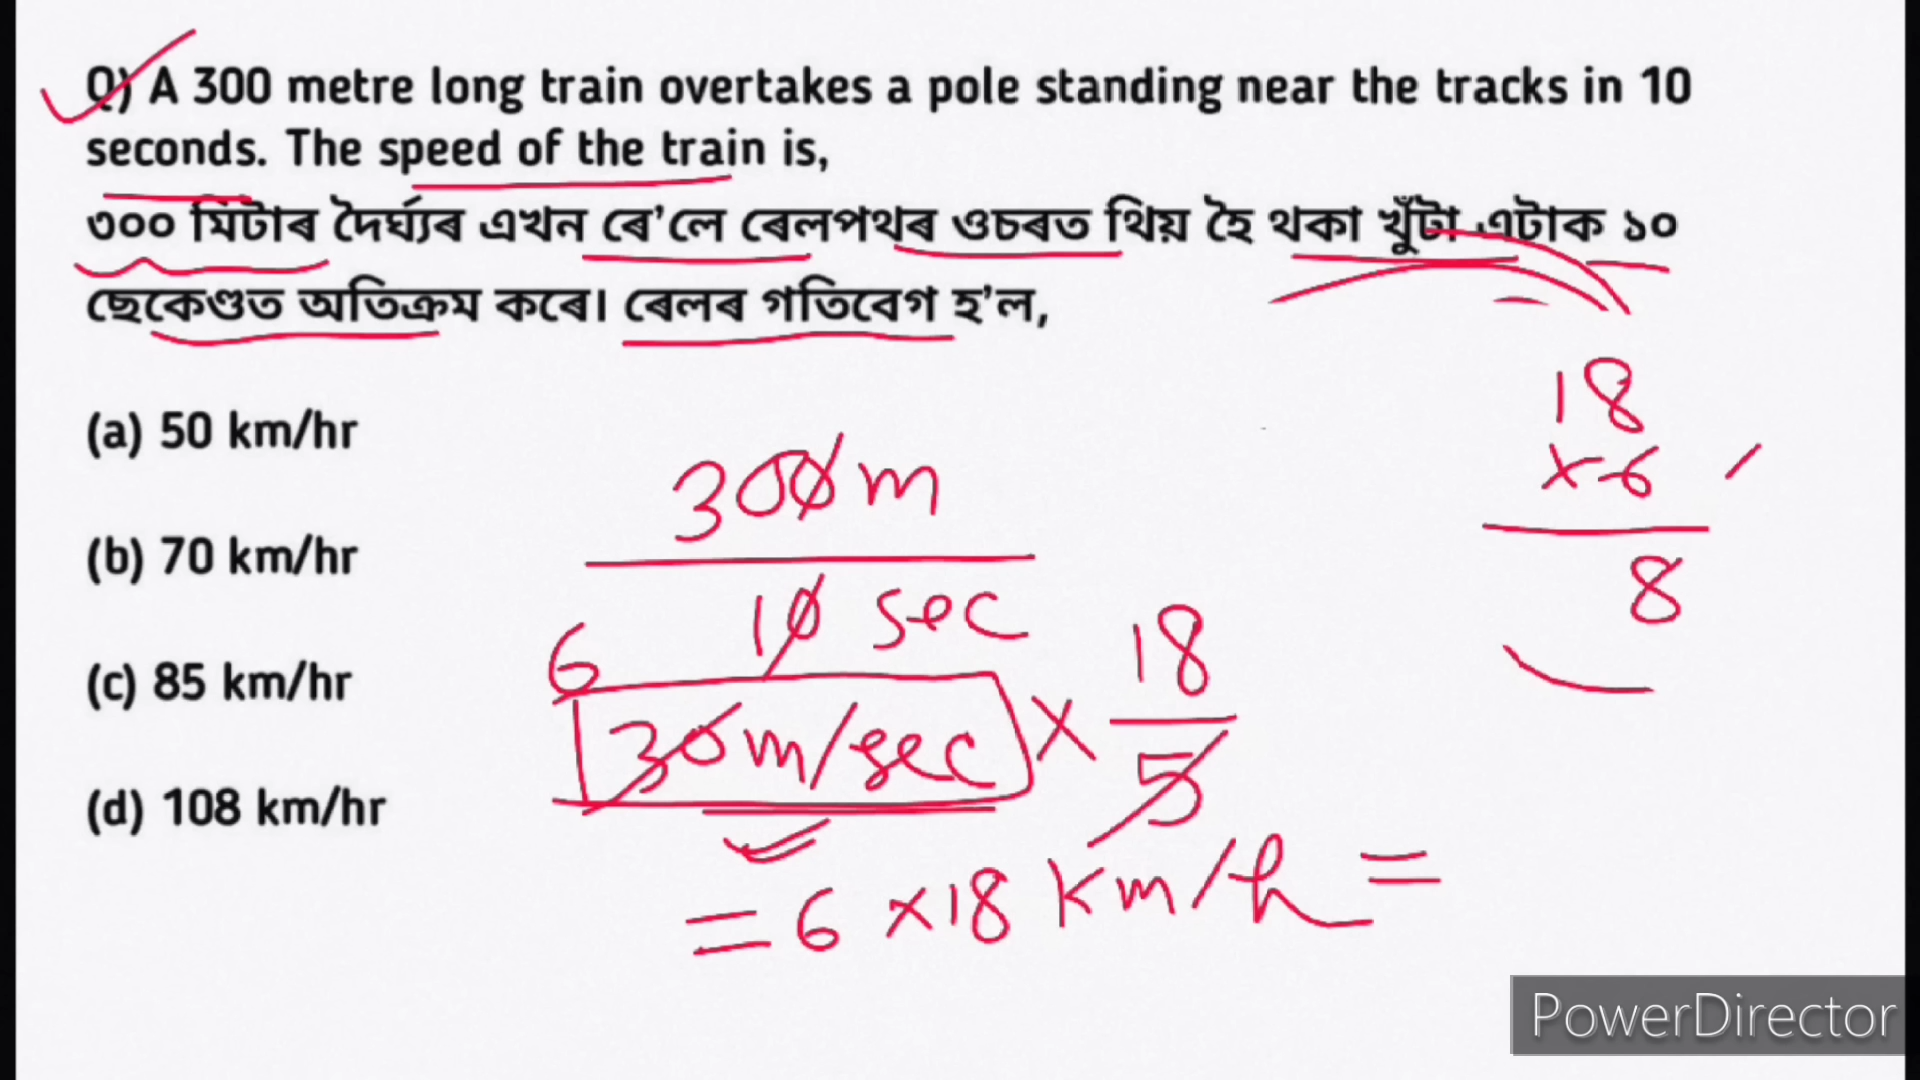 Q) A 300 metre long train overtakes a pole standing near the tracks in 10
seconds. The speed of the train is,
৩০০ মিটাৰ দৈৰ্ঘ্যৰ এখন ৰে’লে ৰেলপথৰ ওচৰত থিয় হৈ থকা খুঁটা এটাক ১০
ছেকেণ্ডত অতিক্ৰম কৰে। ৰেলৰ গতিবেগ হ’ল,
(a) 50 km/hr
(b) 70 km/hr
(c) 85 km/hr
(d) 108 km/hr
300 m
10 sec
6
30 m/sec × 18
5
= 6 × 18 Km/h =
18
× 6
8
PowerDirector